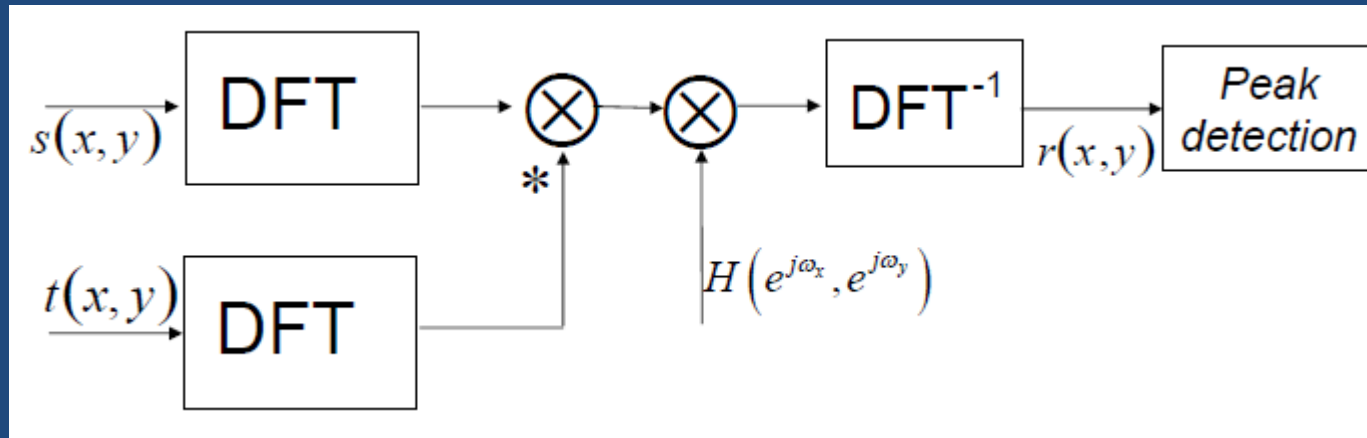 s(x, y)
DFT
*
DFT⁻¹
r(x, y)
Peak
detection
t(x, y)
DFT
H(e^{jω_x}, e^{jω_y})